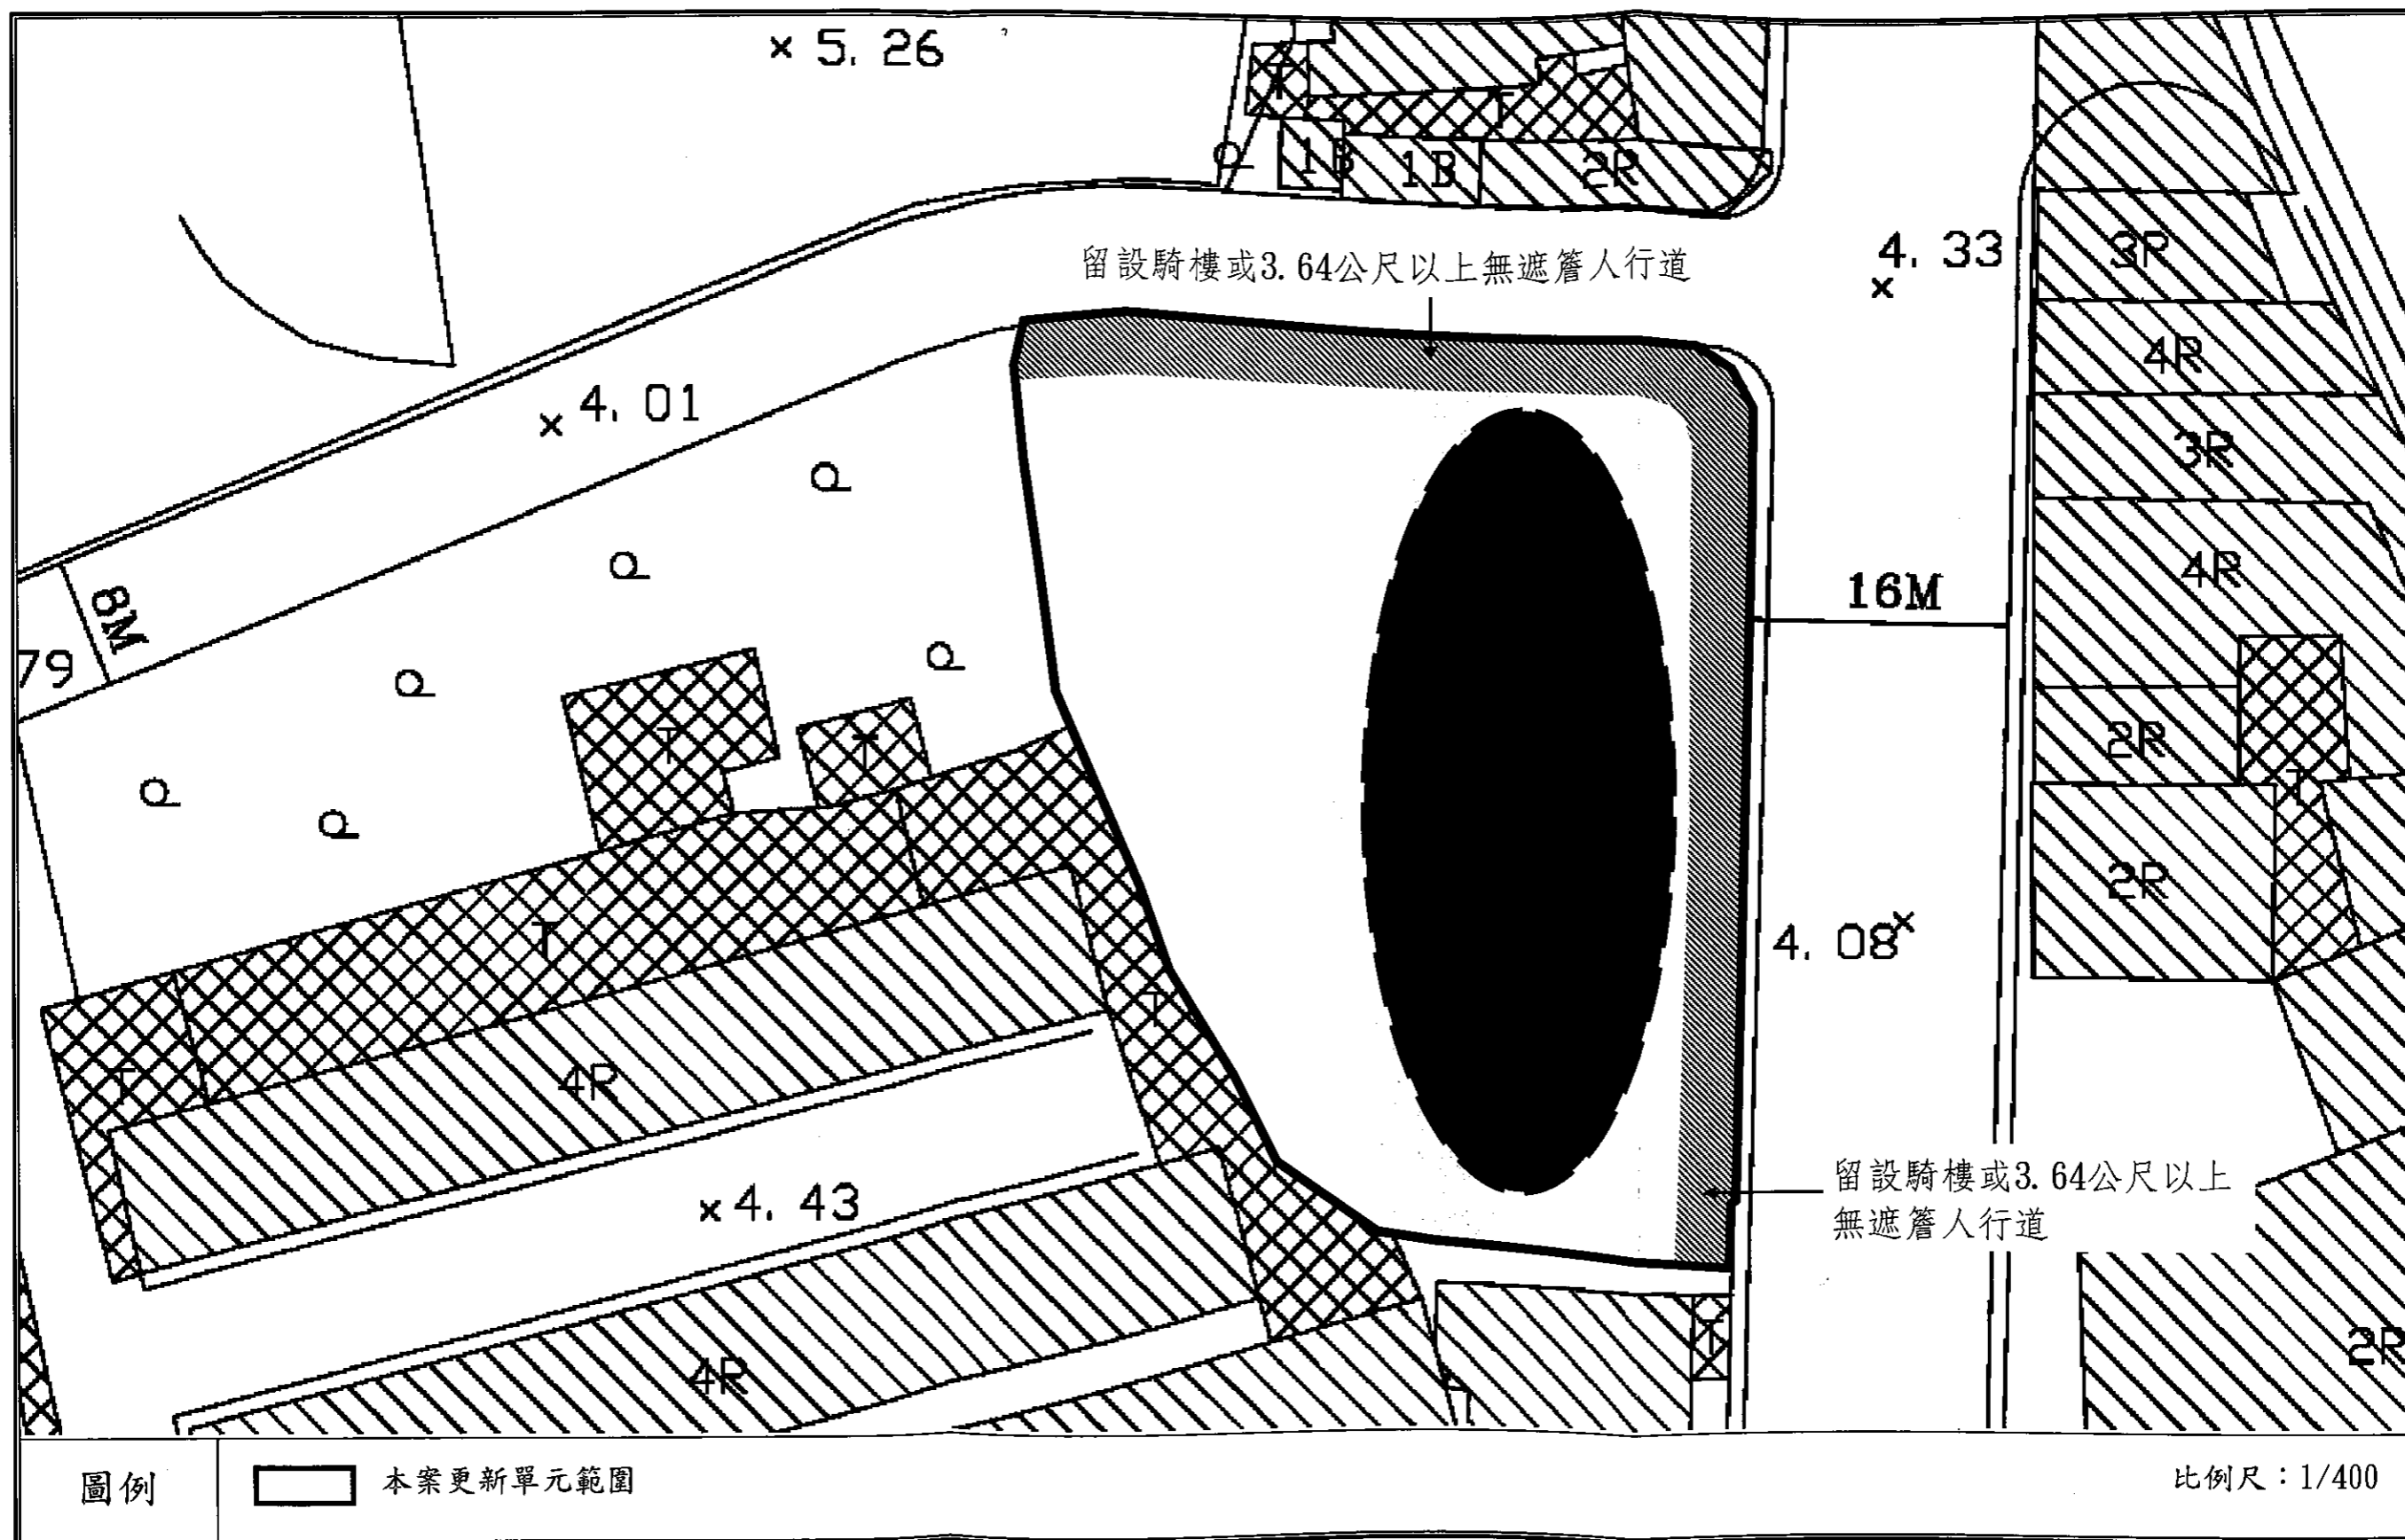 × 5. 26
T
T
1B
1B
2R
留設騎樓或3.64公尺以上無遮簷人行道
4. 33
×
3R
4R
× 4. 01
3R
4R
16M
8M
79
T
T
2R
T
2R
T
4. 08×
T
T
4R
留設騎樓或3.64公尺以上
無遮簷人行道
×4. 43
T
4R
2R
圖例
本案更新單元範圍
比例尺：1/400